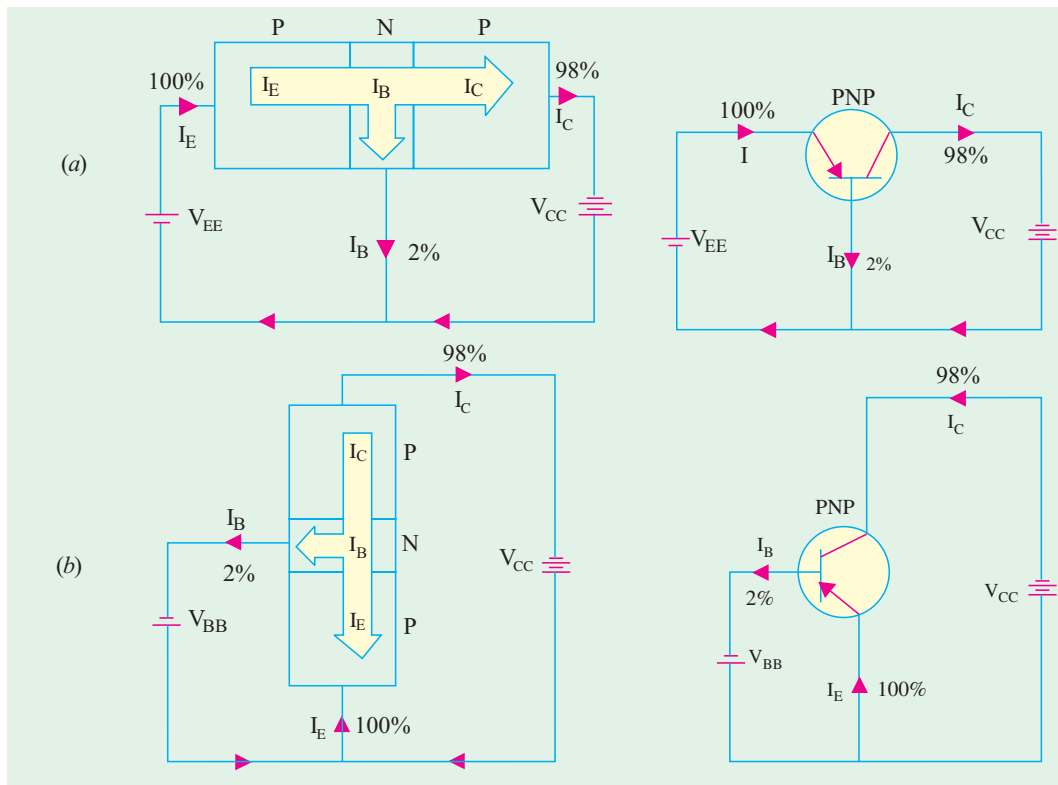 P N P
100% I_E I_B I_C 98%
I_E I_C
(a)
V_EE V_CC
I_B 2%
PNP I_C
100% 98%
I
V_EE V_CC
I_B 2%
98%
I_C
I_C P
I_B
2% I_B N
(b)
V_CC
V_BB I_E P
I_E 100%
98%
I_C
PNP
I_B
2%
V_CC
V_BB
I_E 100%